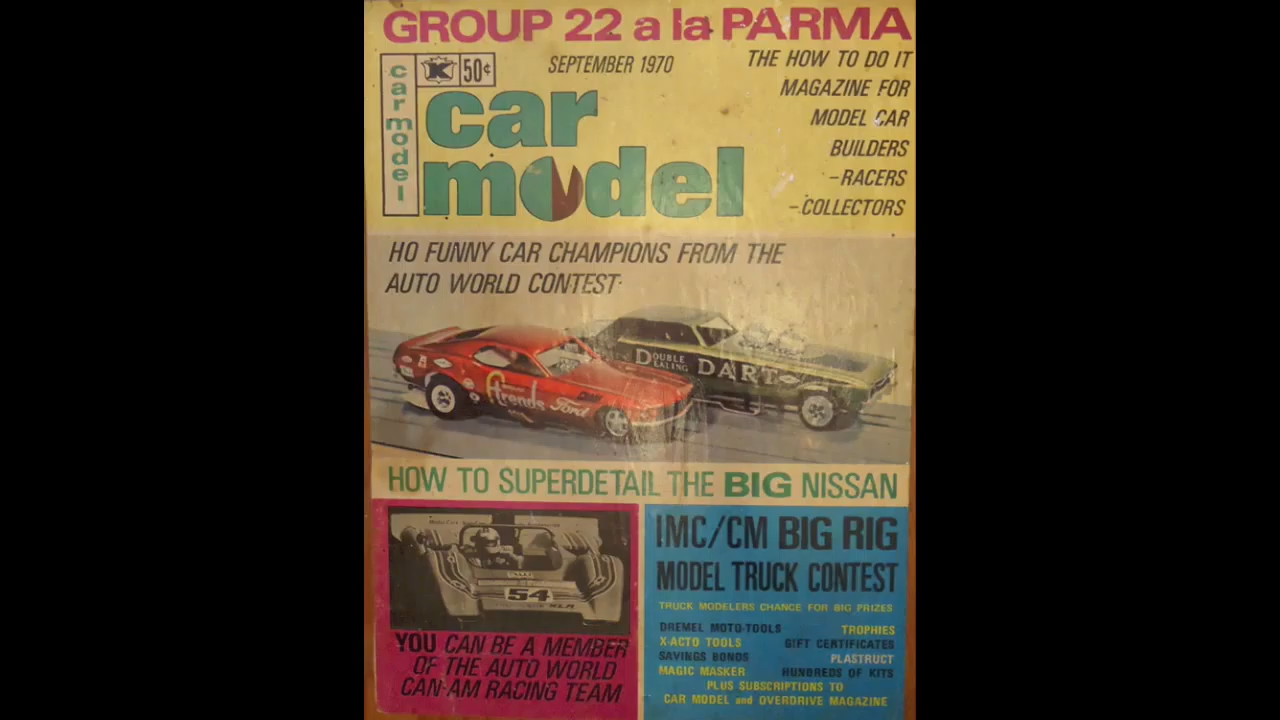 GROUP 22 a la PARMA
car model
K
50¢
SEPTEMBER 1970
car
model
THE HOW TO DO IT
MAGAZINE FOR
MODEL CAR
BUILDERS
-RACERS
-COLLECTORS
HO FUNNY CAR CHAMPIONS FROM THE
AUTO WORLD CONTEST
DOUBLE
DEALING
DART
Trends
Ford
HOW TO SUPERDETAIL THE BIG NISSAN
54
YOU CAN BE A MEMBER
OF THE AUTO WORLD
CAN-AM RACING TEAM
IMC/CM BIG RIG
MODEL TRUCK CONTEST
TRUCK MODELERS CHANCE FOR BIG PRIZES
DREMEL MOTO-TOOLS TROPHIES
X-ACTO TOOLS GIFT CERTIFICATES
SAVINGS BONDS PLASTRUCT
MAGIC MASKER HUNDREDS OF KITS
PLUS SUBSCRIPTIONS TO
CAR MODEL and OVERDRIVE MAGAZINE